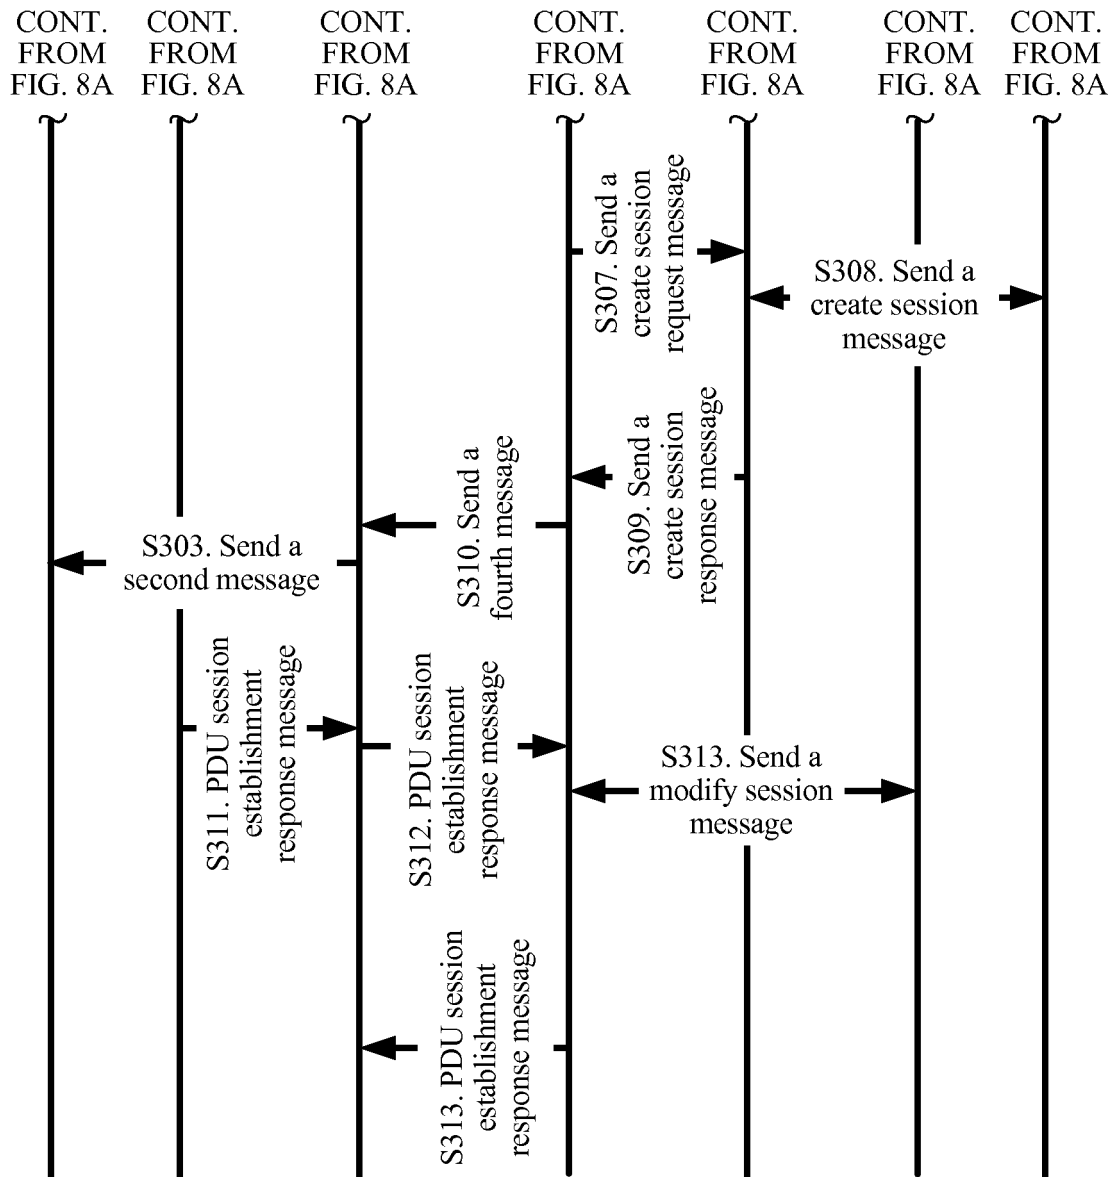 CONT.
FROM
FIG. 8A
CONT.
FROM
FIG. 8A
CONT.
FROM
FIG. 8A
CONT.
FROM
FIG. 8A
CONT.
FROM
FIG. 8A
CONT.
FROM
FIG. 8A
CONT.
FROM
FIG. 8A
S307. Send a
create session
request message
S308. Send a
create session
message
S309. Send a
create session
response message
S310. Send a
fourth message
S303. Send a
second message
S311. PDU session
establishment
response message
S312. PDU session
establishment
response message
S313. Send a
modify session
message
S313. PDU session
establishment
response message